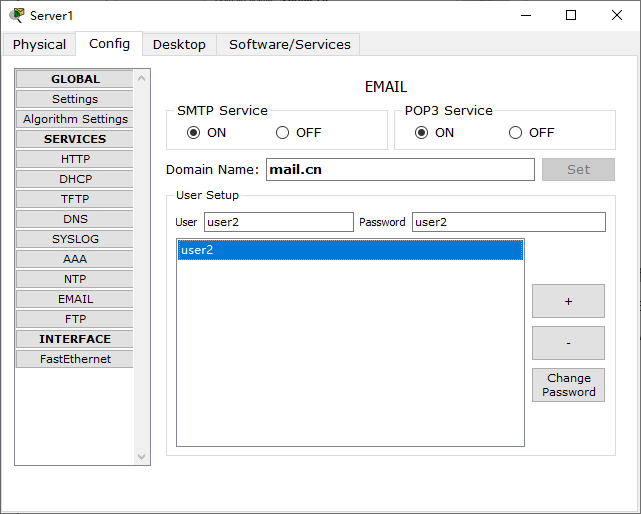 Server1
Physical Config Desktop Software/Services
GLOBAL
Settings
Algorithm Settings
SERVICES
HTTP
DHCP
TFTP
DNS
SYSLOG
AAA
NTP
EMAIL
FTP
INTERFACE
FastEthernet
EMAIL
SMTP Service
ON OFF
POP3 Service
ON OFF
Domain Name: mail.cn Set
User Setup
User user2 Password user2
user2
+
-
Change
Password